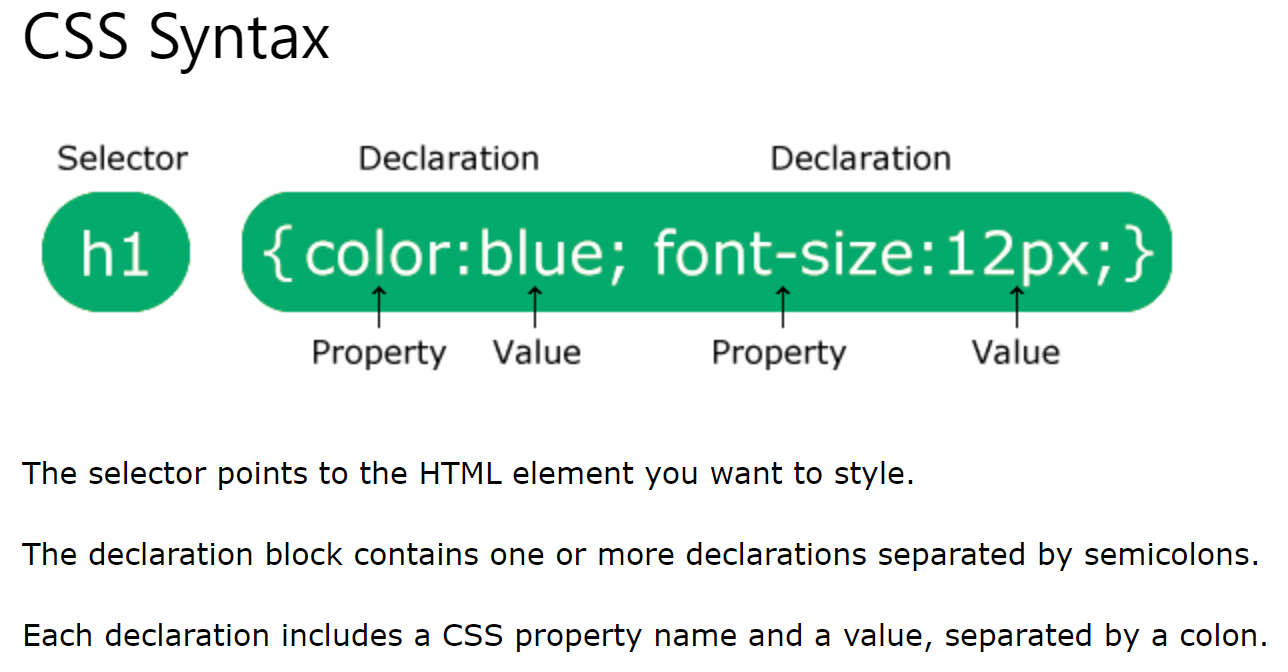 CSS Syntax
Selector Declaration Declaration
h1 {color:blue; font-size:12px;}
Property Value Property Value
The selector points to the HTML element you want to style.
The declaration block contains one or more declarations separated by semicolons.
Each declaration includes a CSS property name and a value, separated by a colon.